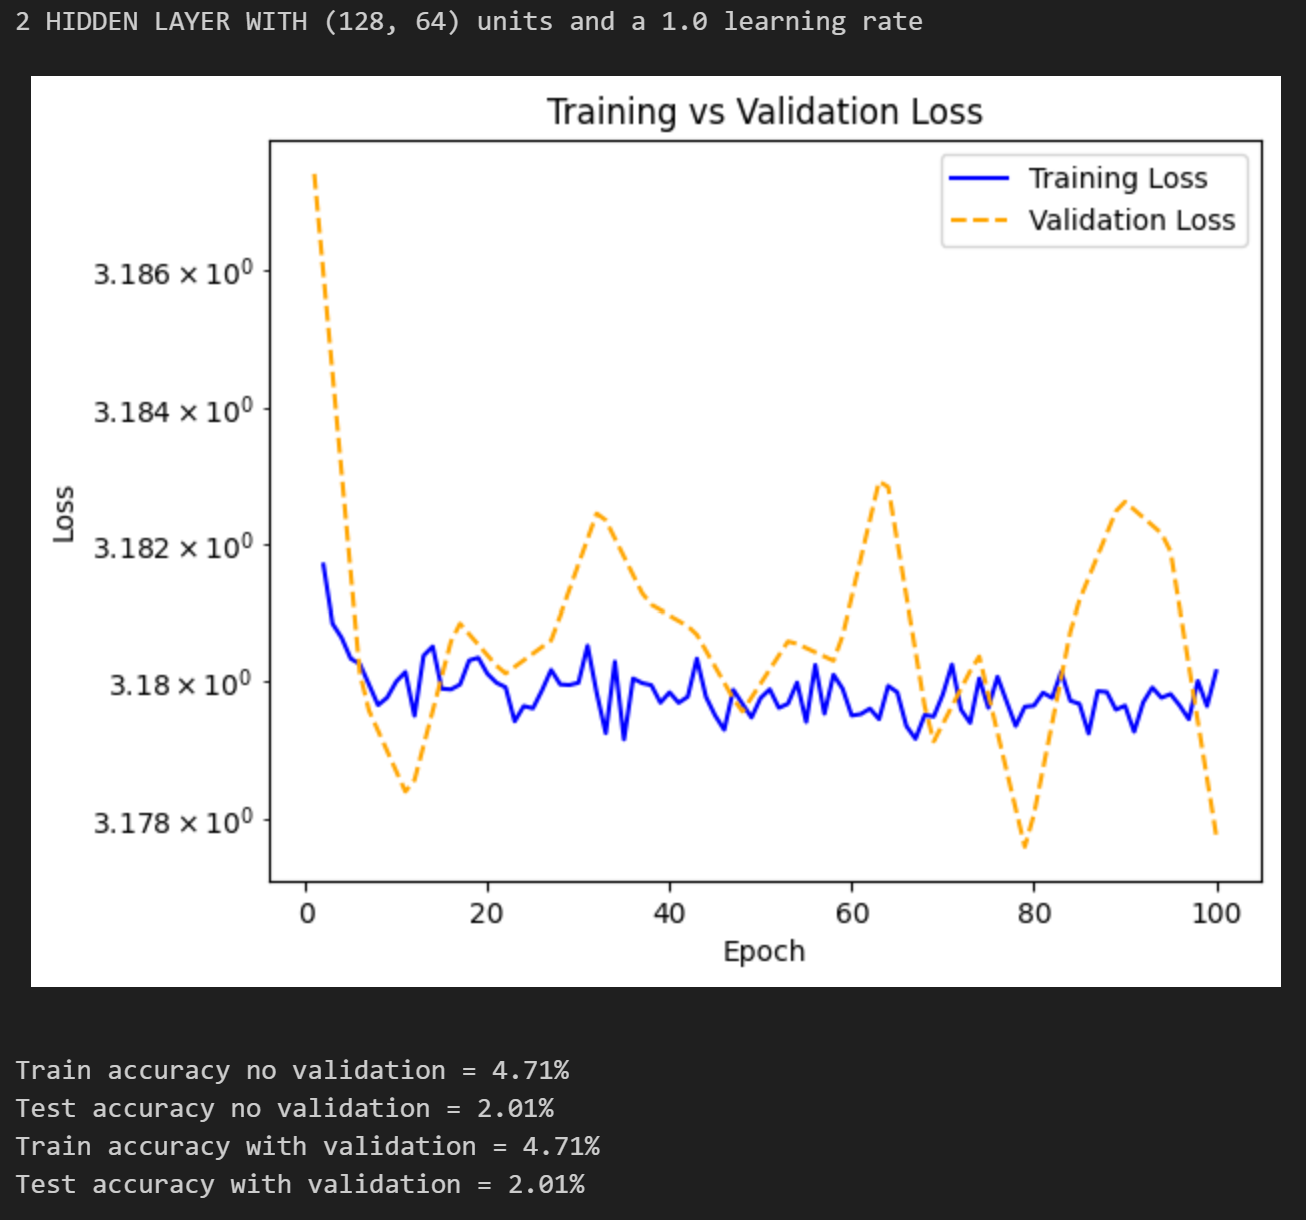 2 HIDDEN LAYER WITH (128, 64) units and a 1.0 learning rate
Training vs Validation Loss
Training Loss
Validation Loss
3.186 × 10⁰
3.184 × 10⁰
3.182 × 10⁰
3.18 × 10⁰
3.178 × 10⁰
Loss
0 20 40 60 80 100
Epoch
Train accuracy no validation = 4.71%
Test accuracy no validation = 2.01%
Train accuracy with validation = 4.71%
Test accuracy with validation = 2.01%